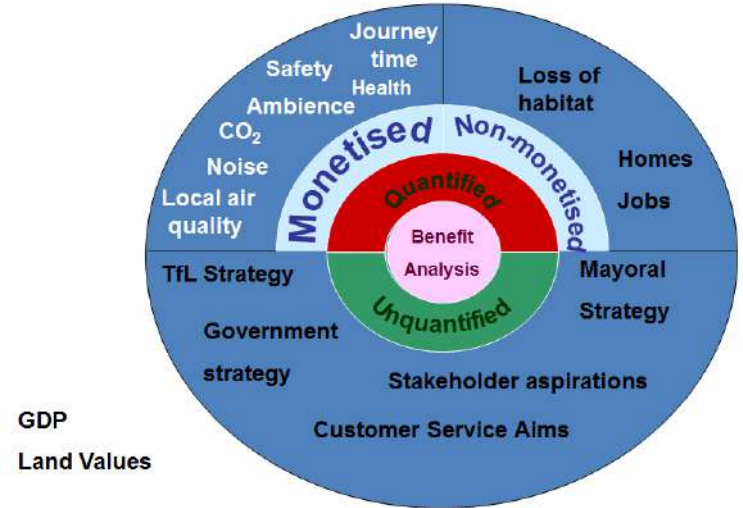 Journey
time
Safety
Health
Ambience
CO₂
Noise
Local air
quality
Loss of
habitat
Homes
Jobs
Monetised
Non-monetised
Quantified
Benefit
Analysis
Unquantified
TfL Strategy
Mayoral
Strategy
Government
strategy
Stakeholder aspirations
Customer Service Aims
GDP
Land Values